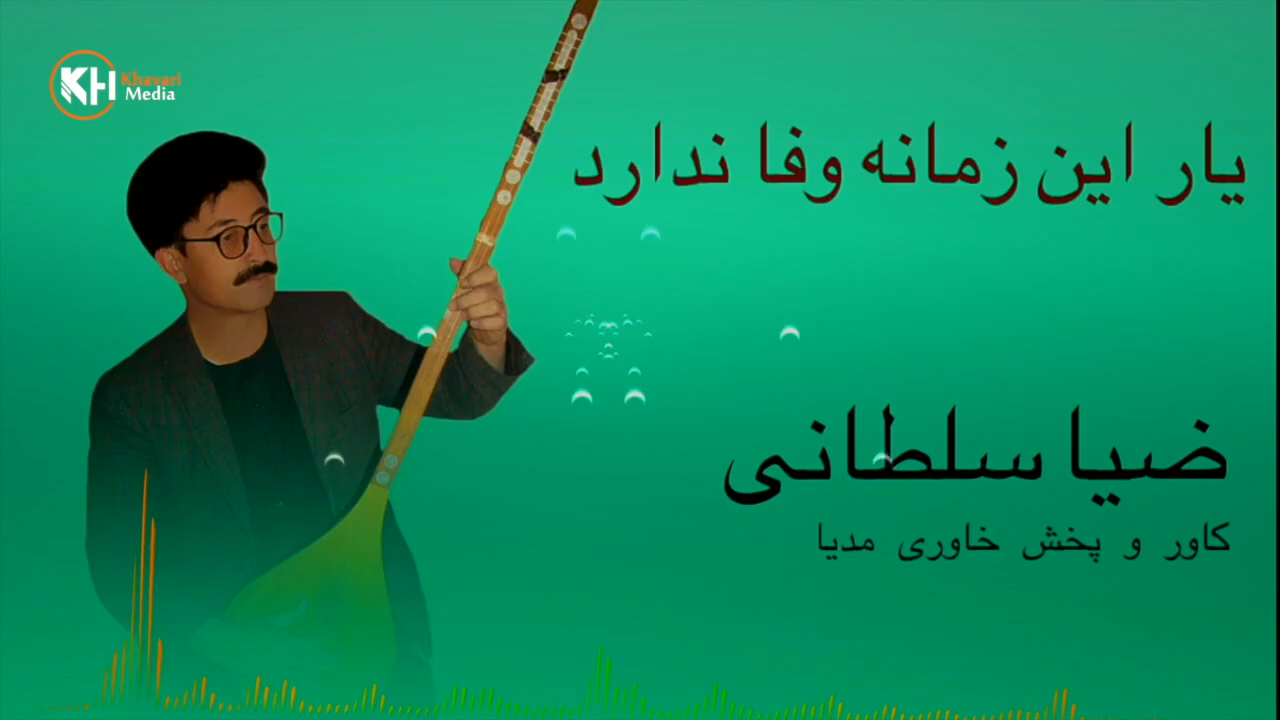 KH Khavari
Media
یار این زمانه وفا ندارد
ضیا سلطانی
کاور و پخش خاوری مدیا